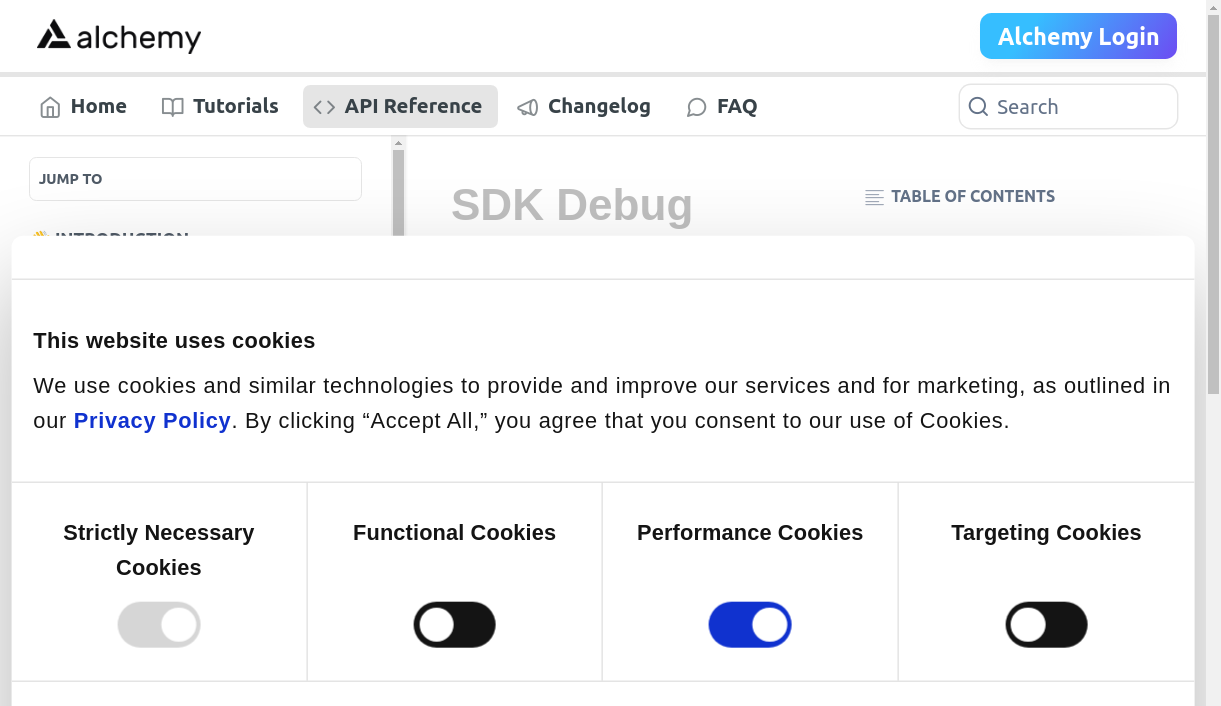 alchemy
Alchemy Login
Home
Tutorials
API Reference
Changelog
FAQ
Search
JUMP TO
SDK Debug
TABLE OF CONTENTS
👋 INTRODUCTION
This website uses cookies
We use cookies and similar technologies to provide and improve our services and for marketing, as outlined in
our Privacy Policy. By clicking “Accept All,” you agree that you consent to our use of Cookies.
Strictly Necessary
Cookies
Functional Cookies
Performance Cookies
Targeting Cookies